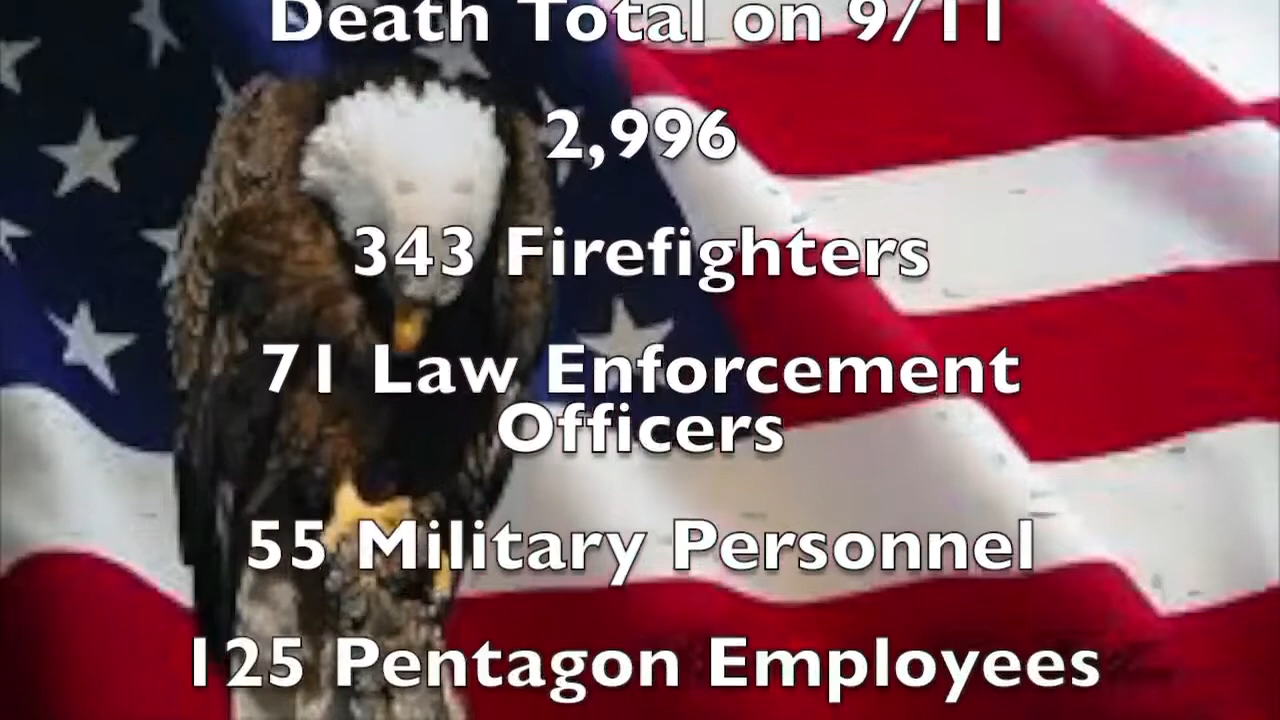 Death Total on 9/11
2,996
343 Firefighters
71 Law Enforcement
Officers
55 Military Personnel
125 Pentagon Employees